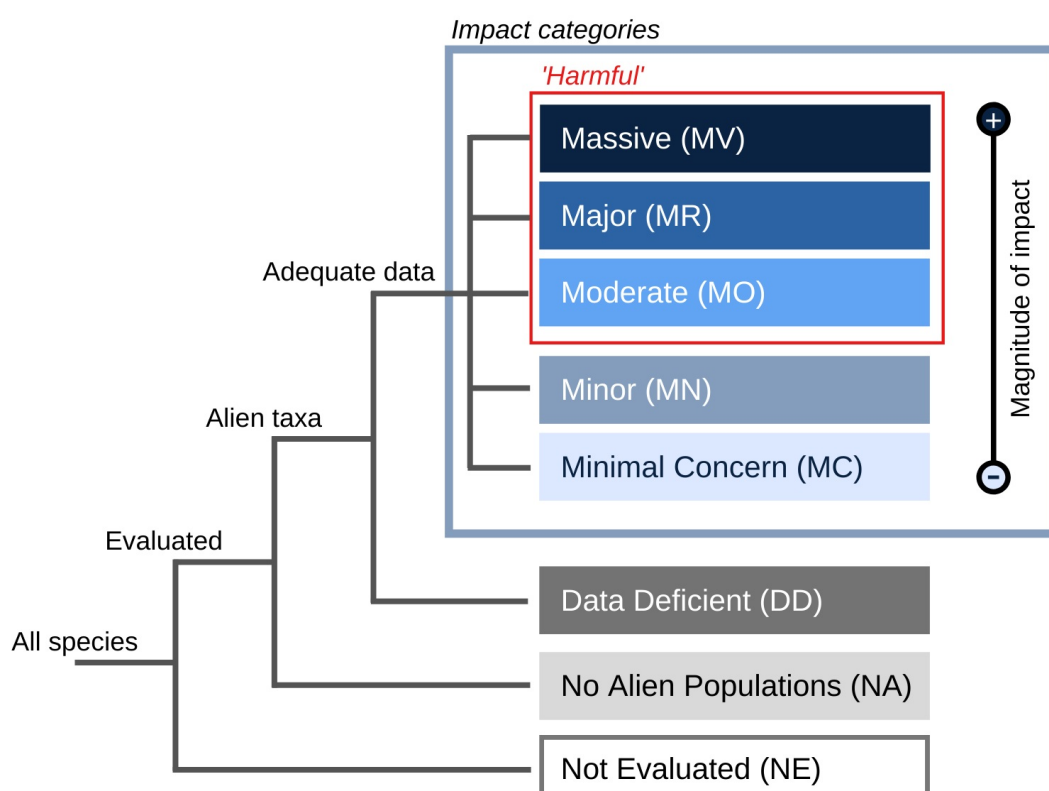 Impact categories
'Harmful'
Massive (MV)
Major (MR)
Moderate (MO)
Minor (MN)
Minimal Concern (MC)
+
Magnitude of impact
-
Adequate data
Alien taxa
Evaluated
All species
Data Deficient (DD)
No Alien Populations (NA)
Not Evaluated (NE)